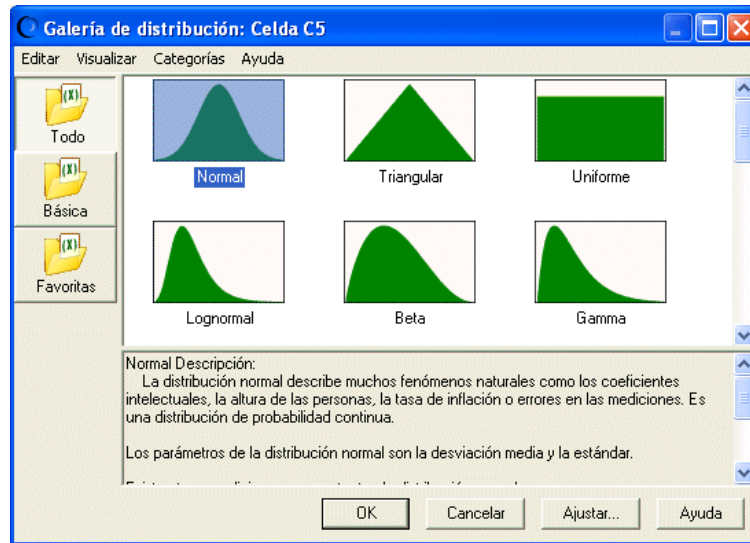 Galería de distribución: Celda C5
Editar Visualizar Categorías Ayuda
Todo
Básica
Favoritas
Normal Triangular Uniforme
Lognormal Beta Gamma
Normal Descripción:
La distribución normal describe muchos fenómenos naturales como los coeficientes
intelectuales, la altura de las personas, la tasa de inflación o errores en las mediciones. Es
una distribución de probabilidad continua.
Los parámetros de la distribución normal son la desviación media y la estándar.
OK Cancelar Ajustar... Ayuda